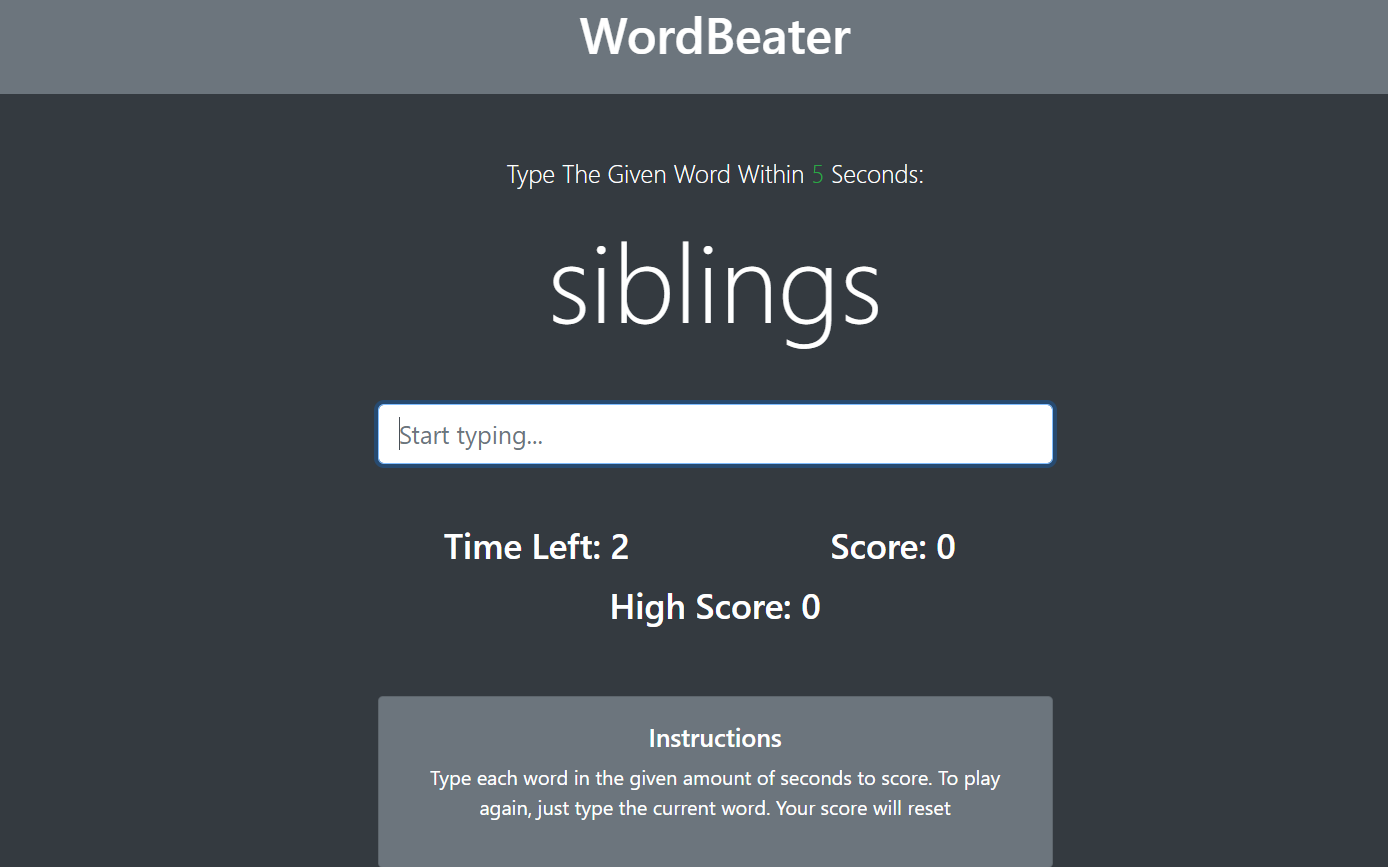 WordBeater
Type The Given Word Within 5 Seconds:
siblings
Start typing...
Time Left: 2
Score: 0
High Score: 0
Instructions
Type each word in the given amount of seconds to score. To play
again, just type the current word. Your score will reset